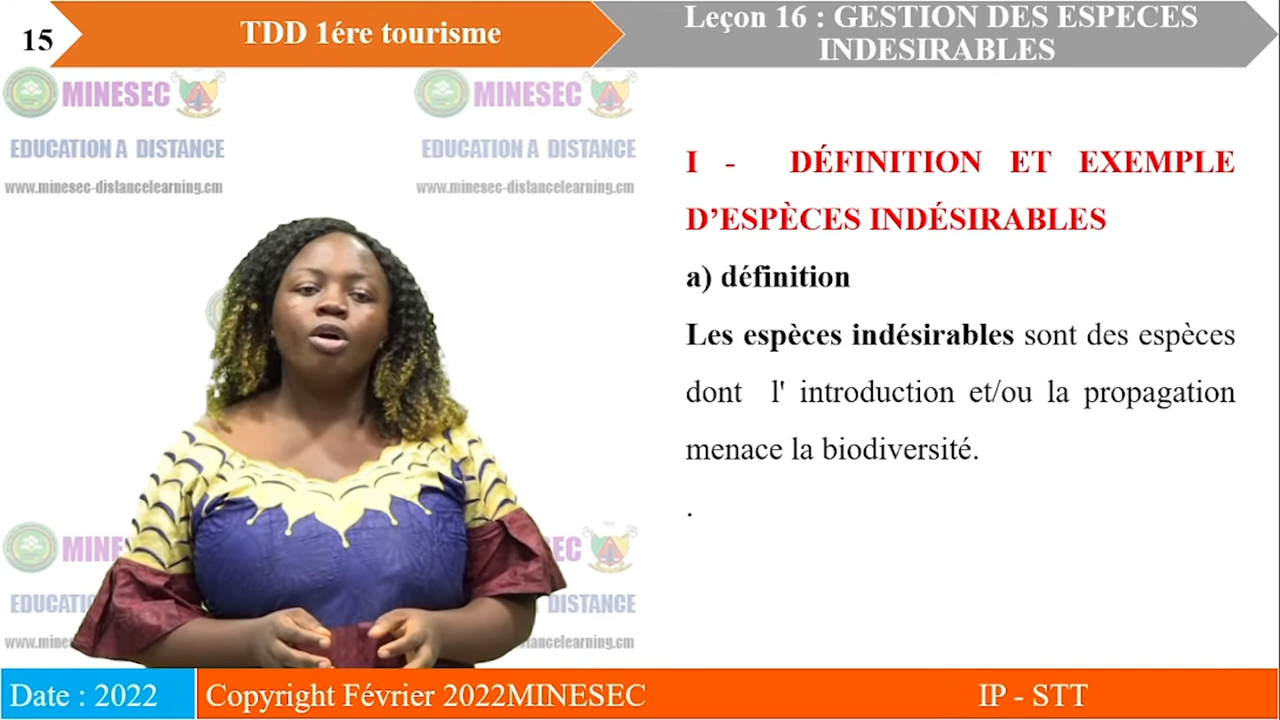 15
TDD 1ére tourisme
Leçon 16 : GESTION DES ESPECES
INDESIRABLES
MINESEC
EDUCATION A DISTANCE
www.minesec-distancelearning.cm
MINESEC
EDUCATION A DISTANCE
www.minesec-distancelearning.cm
I - DÉFINITION ET EXEMPLE
D’ESPÈCES INDÉSIRABLES
a) définition
Les espèces indésirables sont des espèces
dont l' introduction et/ou la propagation
menace la biodiversité.
.
Date : 2022
Copyright Février 2022MINESEC
IP - STT